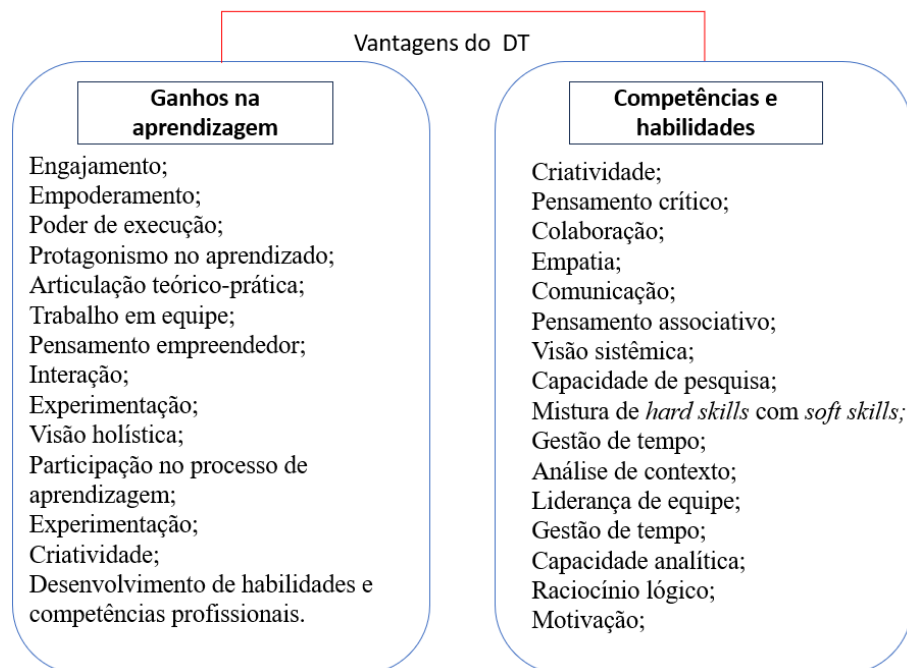 Vantagens do DT
Ganhos na
aprendizagem
Engajamento;
Empoderamento;
Poder de execução;
Protagonismo no aprendizado;
Articulação teórico-prática;
Trabalho em equipe;
Pensamento empreendedor;
Interação;
Experimentação;
Visão holística;
Participação no processo de
aprendizagem;
Experimentação;
Criatividade;
Desenvolvimento de habilidades e
competências profissionais.
Competências e
habilidades
Criatividade;
Pensamento crítico;
Colaboração;
Empatia;
Comunicação;
Pensamento associativo;
Visão sistêmica;
Capacidade de pesquisa;
Mistura de hard skills com soft skills;
Gestão de tempo;
Análise de contexto;
Liderança de equipe;
Gestão de tempo;
Capacidade analítica;
Raciocínio lógico;
Motivação;